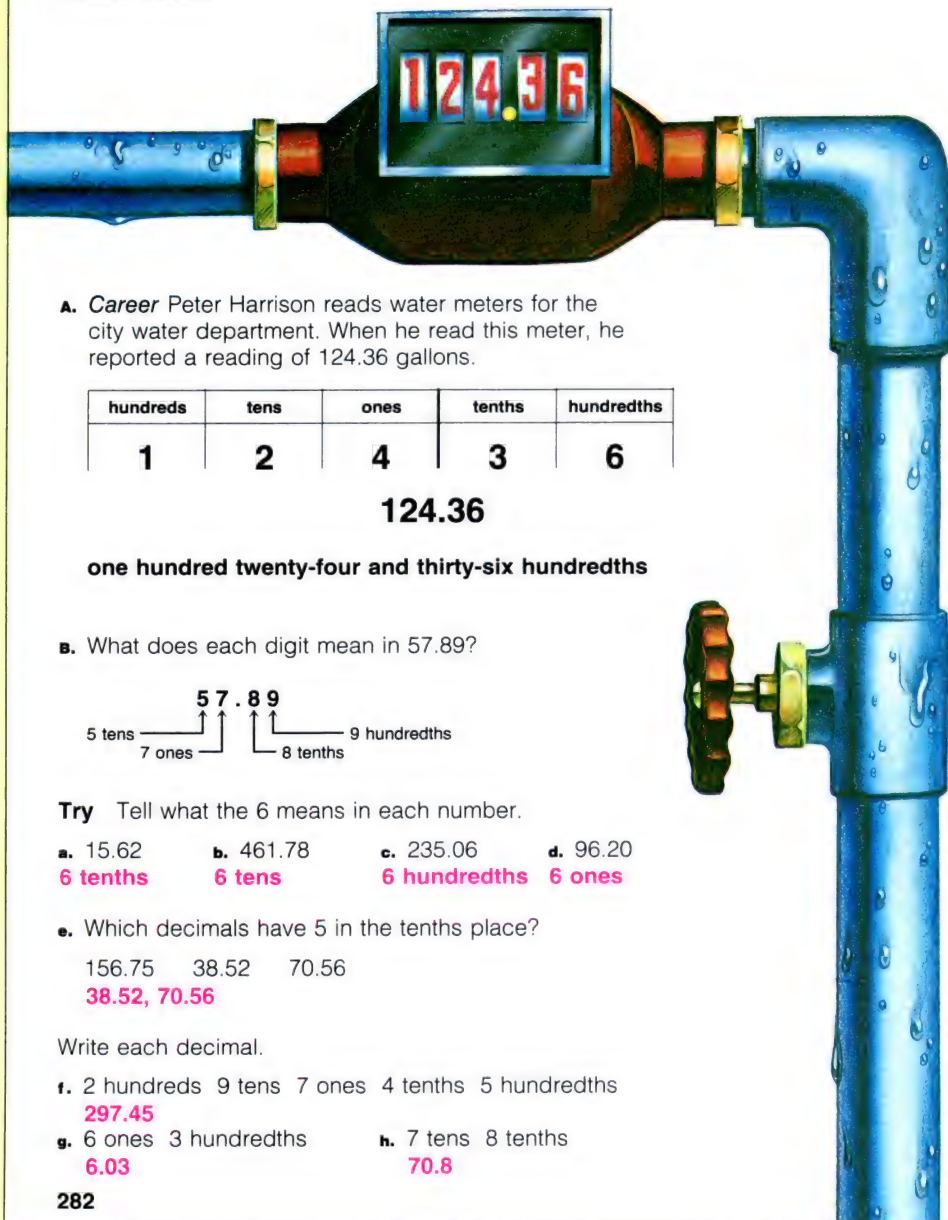 124.36
A. Career Peter Harrison reads water meters for the
city water department. When he read this meter, he
reported a reading of 124.36 gallons.
hundreds tens ones tenths hundredths
1 2 4 3 6
124.36
one hundred twenty-four and thirty-six hundredths
B. What does each digit mean in 57.89?
57.89
5 tens 9 hundredths
7 ones 8 tenths
Try Tell what the 6 means in each number.
a. 15.62 b. 461.78 c. 235.06 d. 96.20
6 tenths 6 tens 6 hundredths 6 ones
e. Which decimals have 5 in the tenths place?
156.75 38.52 70.56
38.52, 70.56
Write each decimal.
f. 2 hundreds 9 tens 7 ones 4 tenths 5 hundredths
297.45
g. 6 ones 3 hundredths h. 7 tens 8 tenths
6.03 70.8
282